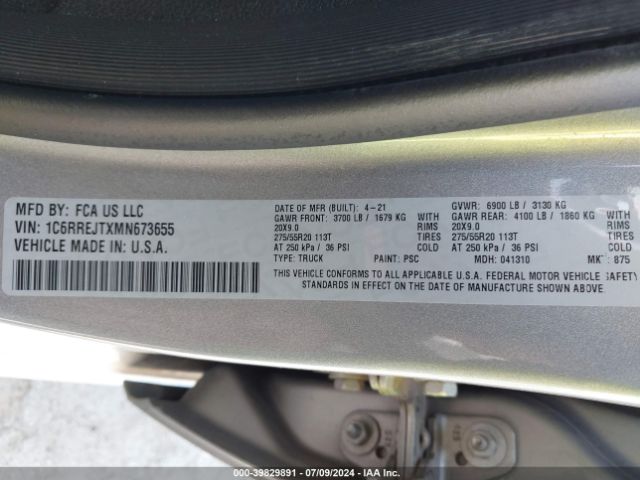 MFD BY: FCA US LLC
VIN: 1C6RREJTXMN673655
VEHICLE MADE IN U.S.A.
DATE OF MFR (BUILT): 4-21
GAWR FRONT: 3700 LB / 1679 KG WITH
20X9.0 RIMS
275/55R20 113T TIRES
AT 250 kPa / 36 PSI COLD
TYPE: TRUCK PAINT: PSC
GVWR: 6900 LB / 3130 KG
GAWR REAR: 4100 LB / 1860 KG WITH
20X9.0 RIMS
275/55R20 113T TIRES
AT 250 kPa / 36 PSI COLD
MDH: 041310 875
THIS VEHICLE CONFORMS TO ALL APPLICABLE U.S.A. FEDERAL MOTOR VEHICLE SAFETY
STANDARDS IN EFFECT ON THE DATE OF MANUFACTURE SHOWN ABOVE.
000-39829891 / 07/09/2024 / IAA Inc.